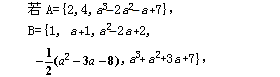 若 A={2,4,a³-2a²-a+7},
B={1, a+1,a²-2a+2,
-1/2(a²-3a-8), a³+a²+3a+7},